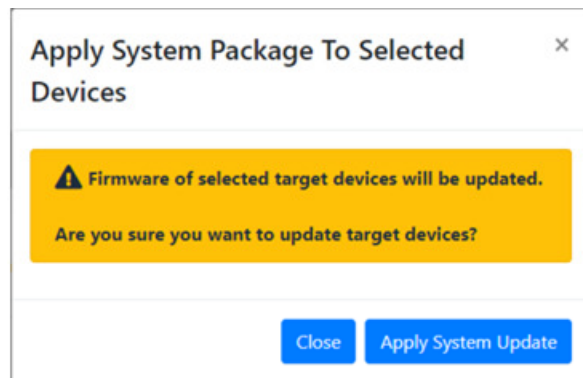 Apply System Package To Selected
Devices
×
Firmware of selected target devices will be updated.
Are you sure you want to update target devices?
Close
Apply System Update